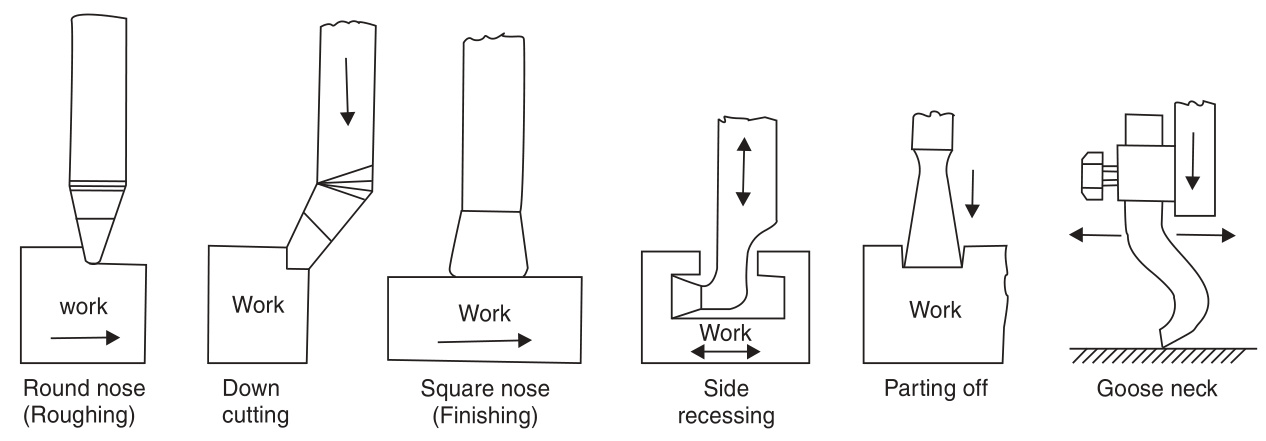 work
Work
Work
Work
Work
Round nose
(Roughing)
Down
cutting
Square nose
(Finishing)
Side
recessing
Parting off
Goose neck